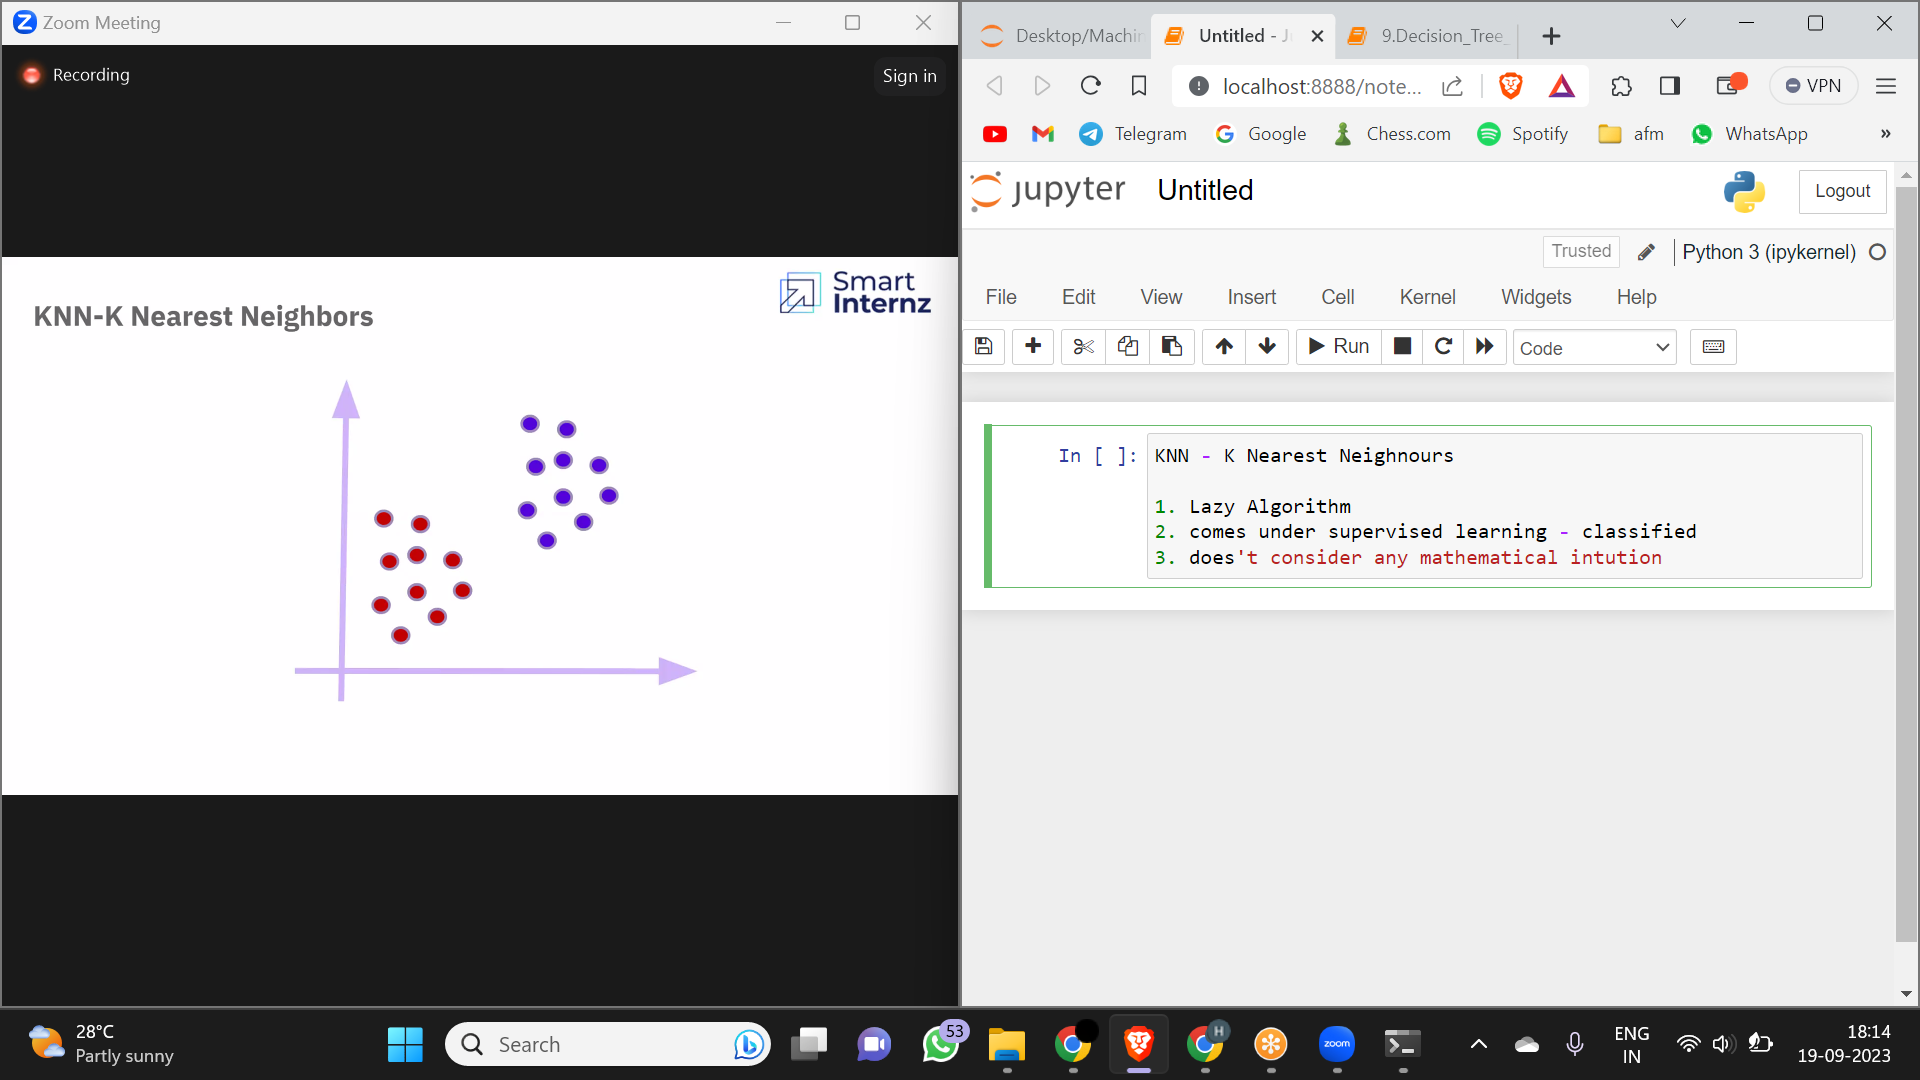 Zoom Meeting
Recording
Sign in
Smart
Internz
KNN-K Nearest Neighbors
Desktop/Machin
Untitled - J
9.Decision_Tree_
localhost:8888/note...
VPN
Telegram
Google
Chess.com
Spotify
afm
WhatsApp
»
jupyter Untitled
Logout
Trusted
Python 3 (ipykernel)
File Edit View Insert Cell Kernel Widgets Help
Run
Code
In [ ]: KNN - K Nearest Neighnours
1. Lazy Algorithm
2. comes under supervised learning - classified
3. does't consider any mathematical intution
28°C
Partly sunny
Search
53
H
zoom
ENG
IN
18:14
19-09-2023